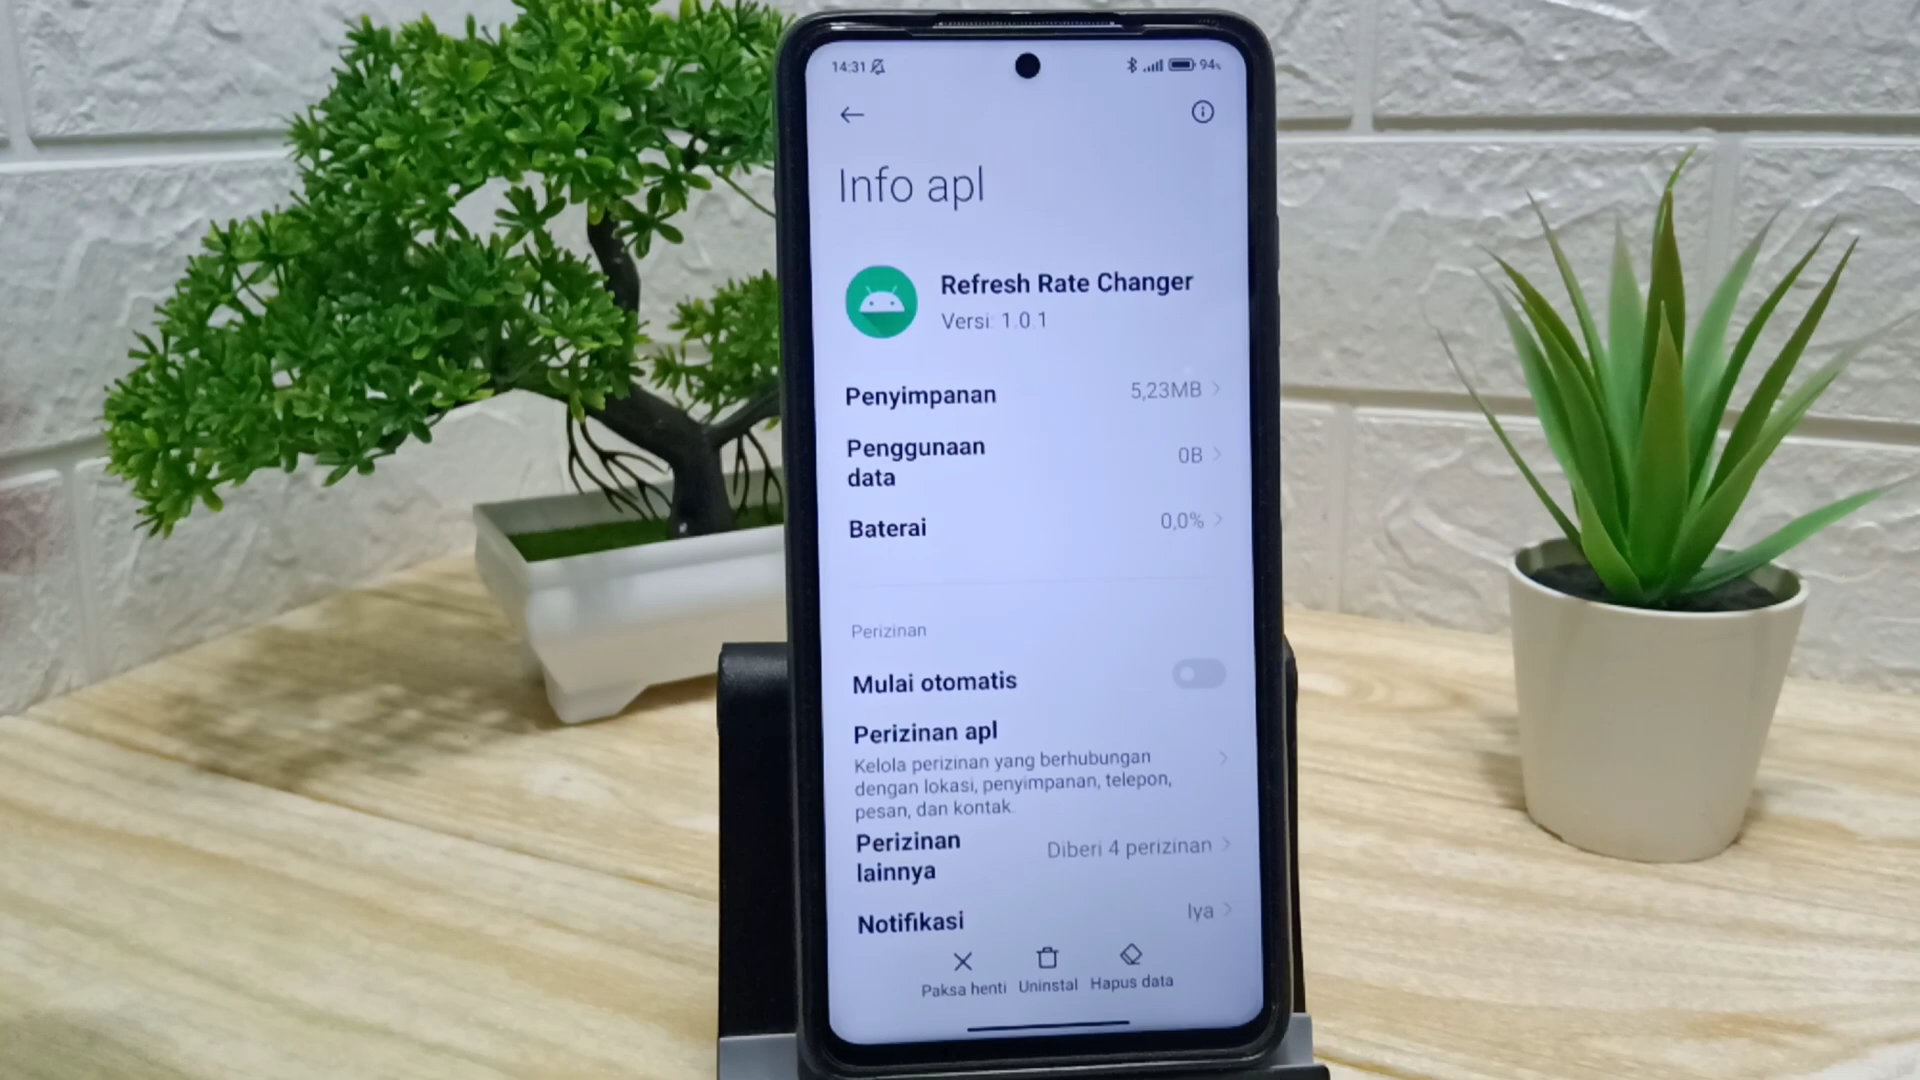 14:31 94%
Info apl
Refresh Rate Changer
Versi: 1.0.1
Penyimpanan 5,23MB
Penggunaan
data 0B
Baterai 0,0%
Perizinan
Mulai otomatis
Perizinan apl
Kelola perizinan yang berhubungan
dengan lokasi, penyimpanan, telepon,
pesan, dan kontak.
Perizinan
lainnya Diberi 4 perizinan
Notifikasi Iya
Paksa henti Uninstal Hapus data